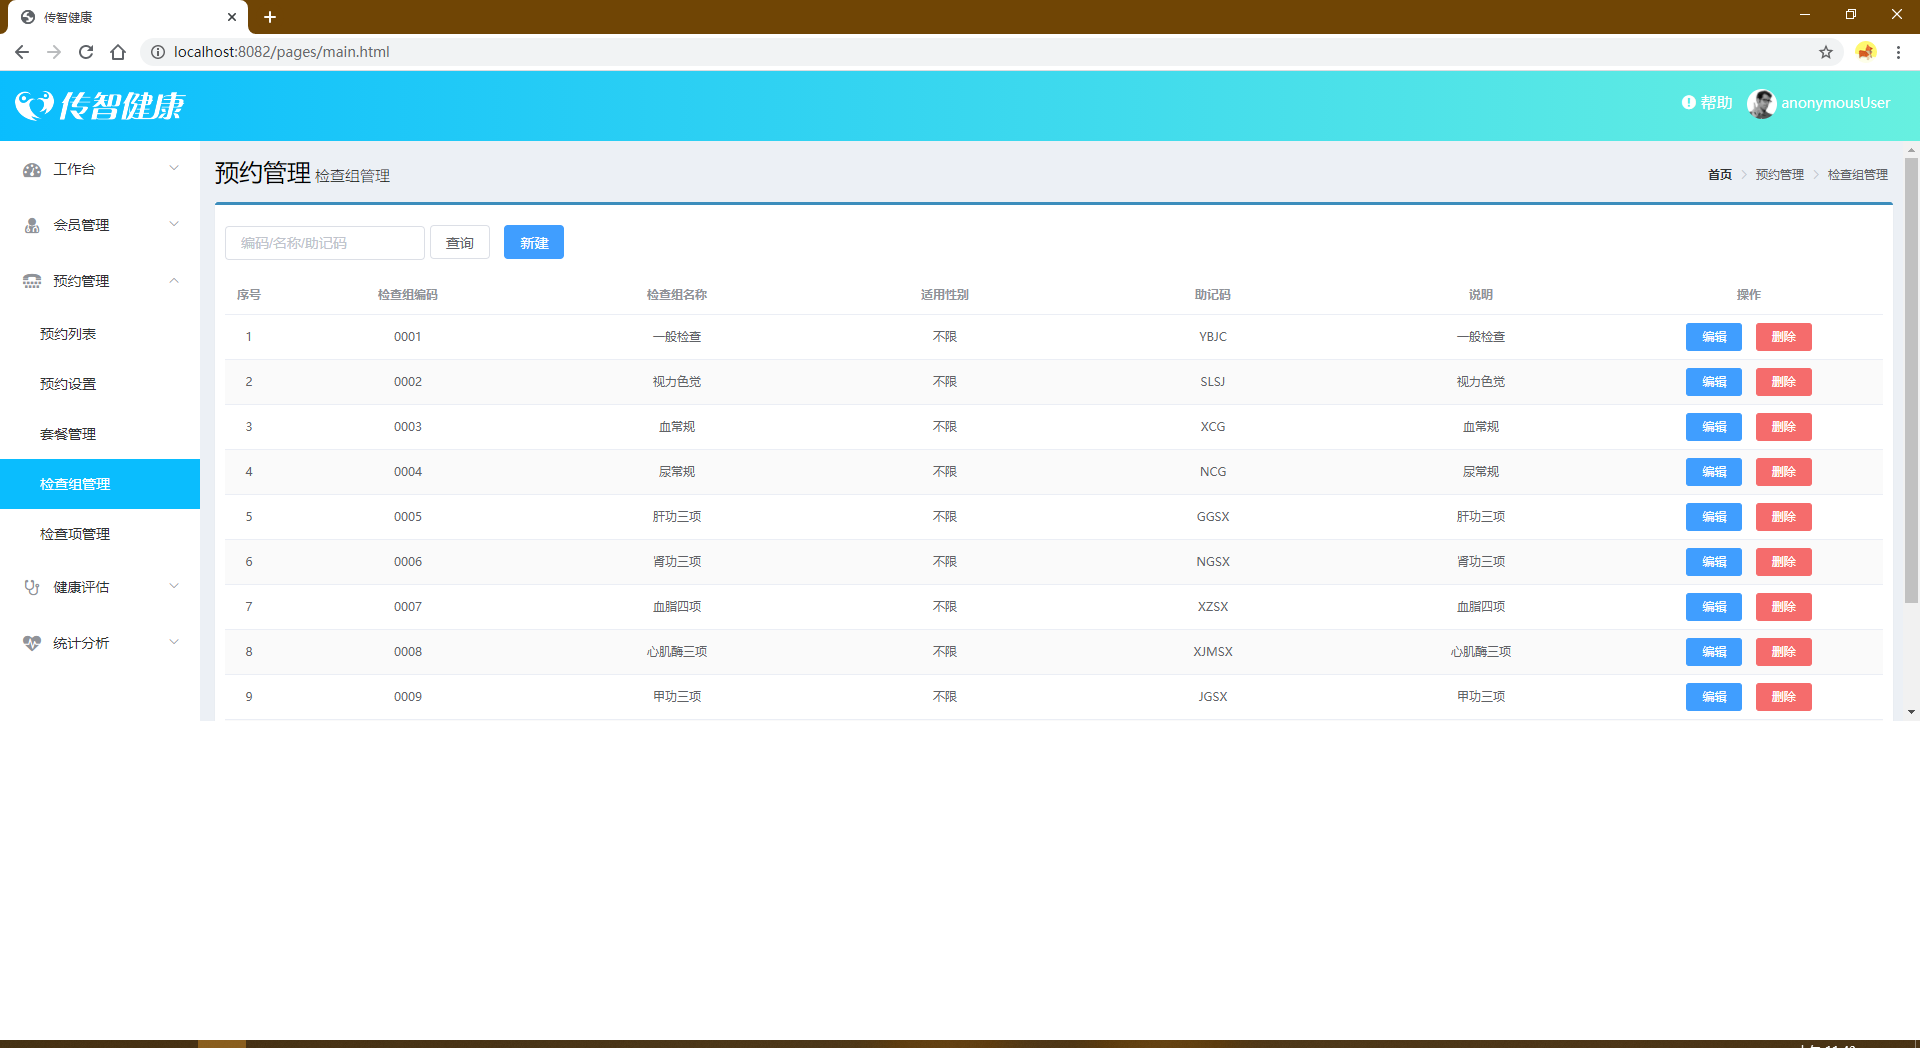 传智健康
localhost:8082/pages/main.html
传智健康
帮助 anonymousUser
工作台
会员管理
预约管理
预约列表
预约设置
套餐管理
检查组管理
检查项管理
健康评估
统计分析
预约管理 检查组管理
首页 预约管理 检查组管理
编码/名称/助记码 查询 新建
序号 检查组编码 检查组名称 适用性别 助记码 说明 操作
1 0001 一般检查 不限 YBJC 一般检查 编辑 删除
2 0002 视力色觉 不限 SLSJ 视力色觉 编辑 删除
3 0003 血常规 不限 XCG 血常规 编辑 删除
4 0004 尿常规 不限 NCG 尿常规 编辑 删除
5 0005 肝功三项 不限 GGSX 肝功三项 编辑 删除
6 0006 肾功三项 不限 NGSX 肾功三项 编辑 删除
7 0007 血脂四项 不限 XZSX 血脂四项 编辑 删除
8 0008 心肌酶三项 不限 XJMSX 心肌酶三项 编辑 删除
9 0009 甲功三项 不限 JGSX 甲功三项 编辑 删除